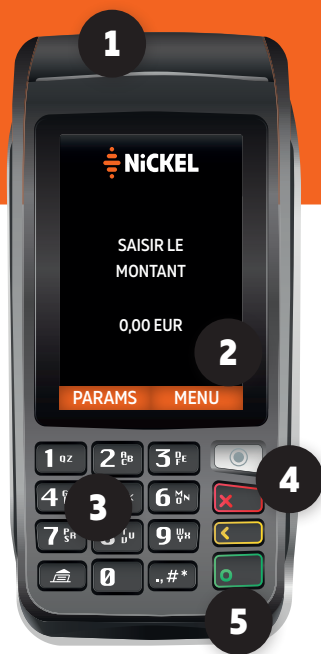 1
NiCKEL
SAISIR LE
MONTANT
0,00 EUR
2
PARAMS MENU
1 QZ 2 ABC 3 DEF
4
4 3 6 MNO
7 PRS 9 WXY
0 .,#*
5